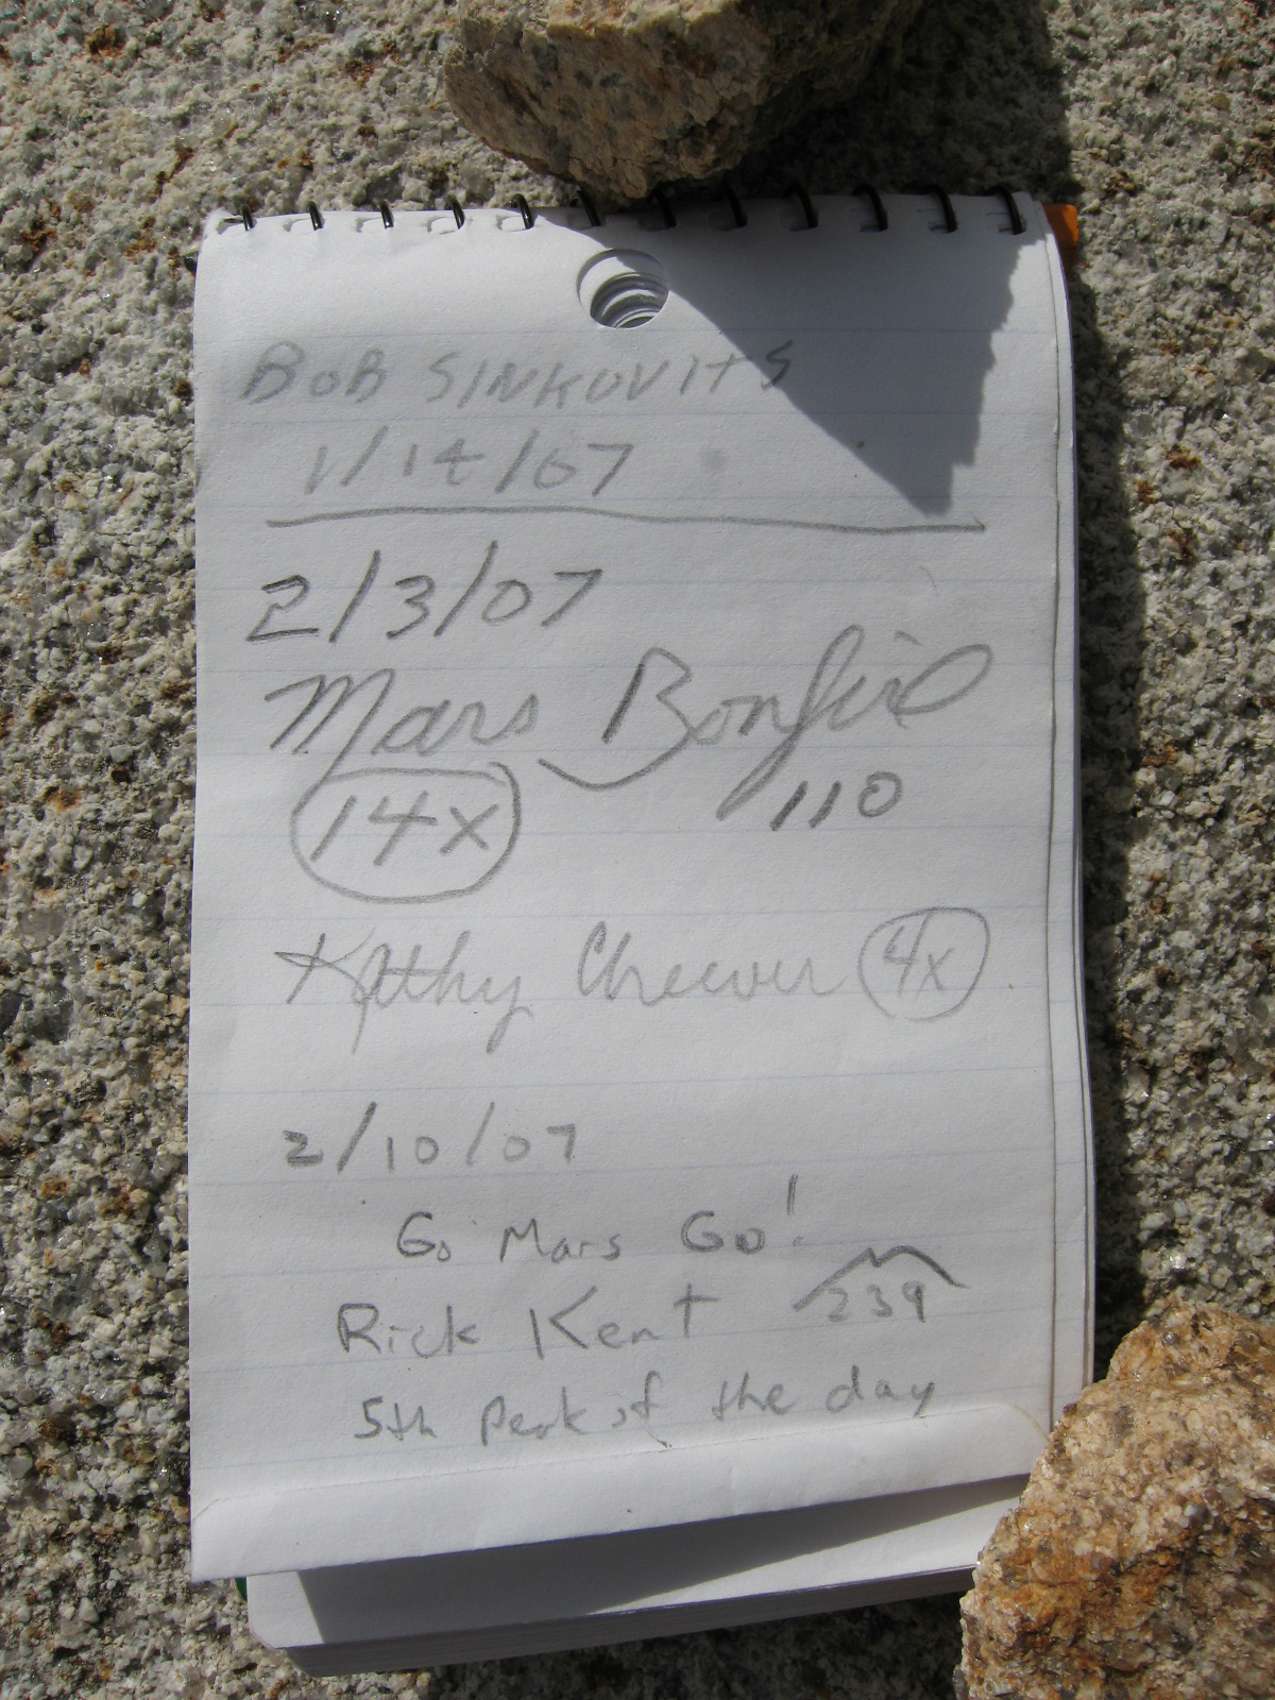 BOB SINKOVITS
1/14/07
2/3/07
Mars Bonfire
14x 110
Kathy Cheever 4x
2/10/07
Go Mars Go!
Rick Kent 239
5th Peak of the day